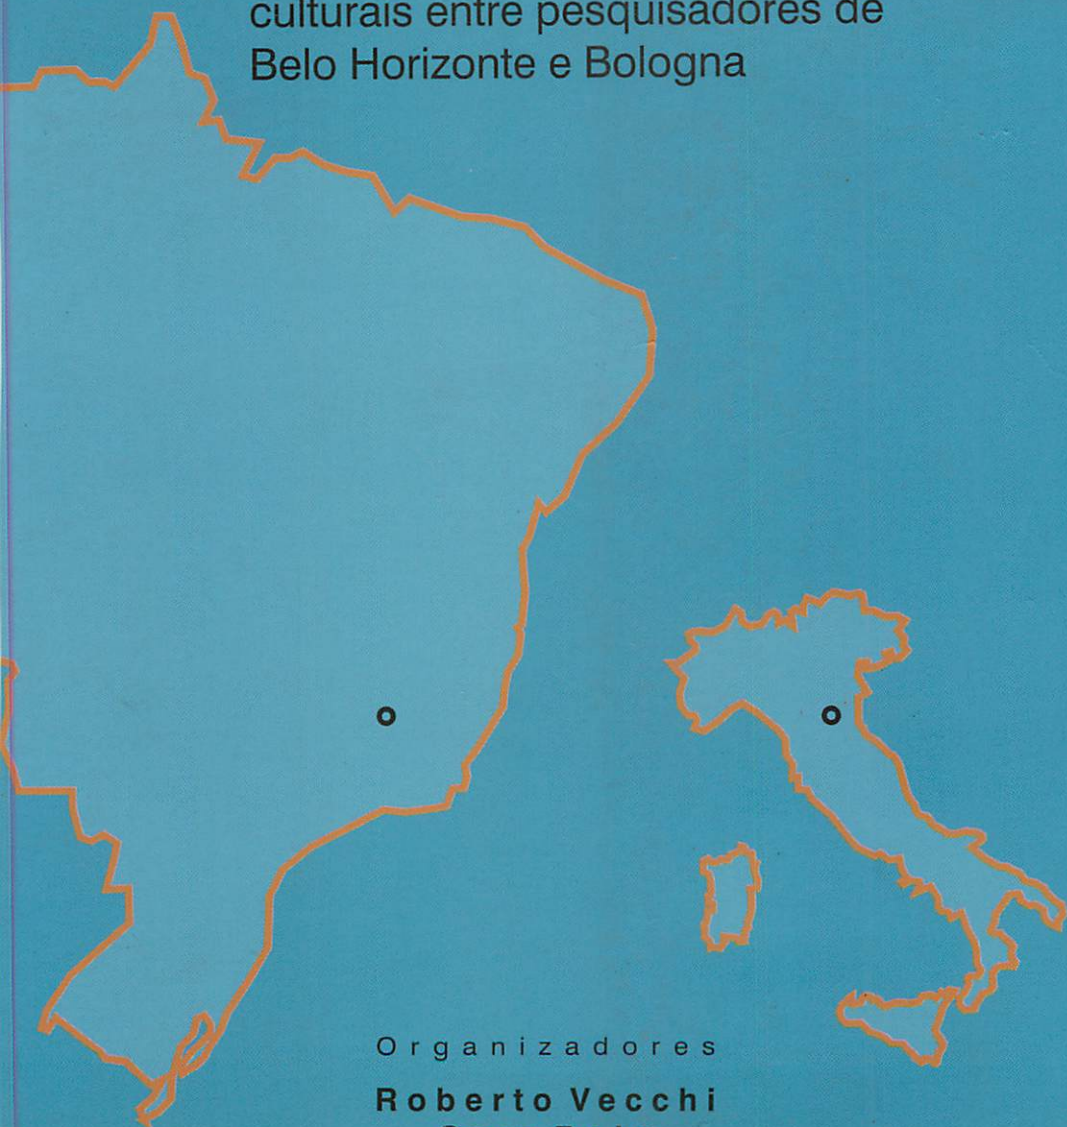 culturais entre pesquisadores de
Belo Horizonte e Bologna
Organizadores
Roberto Vecchi